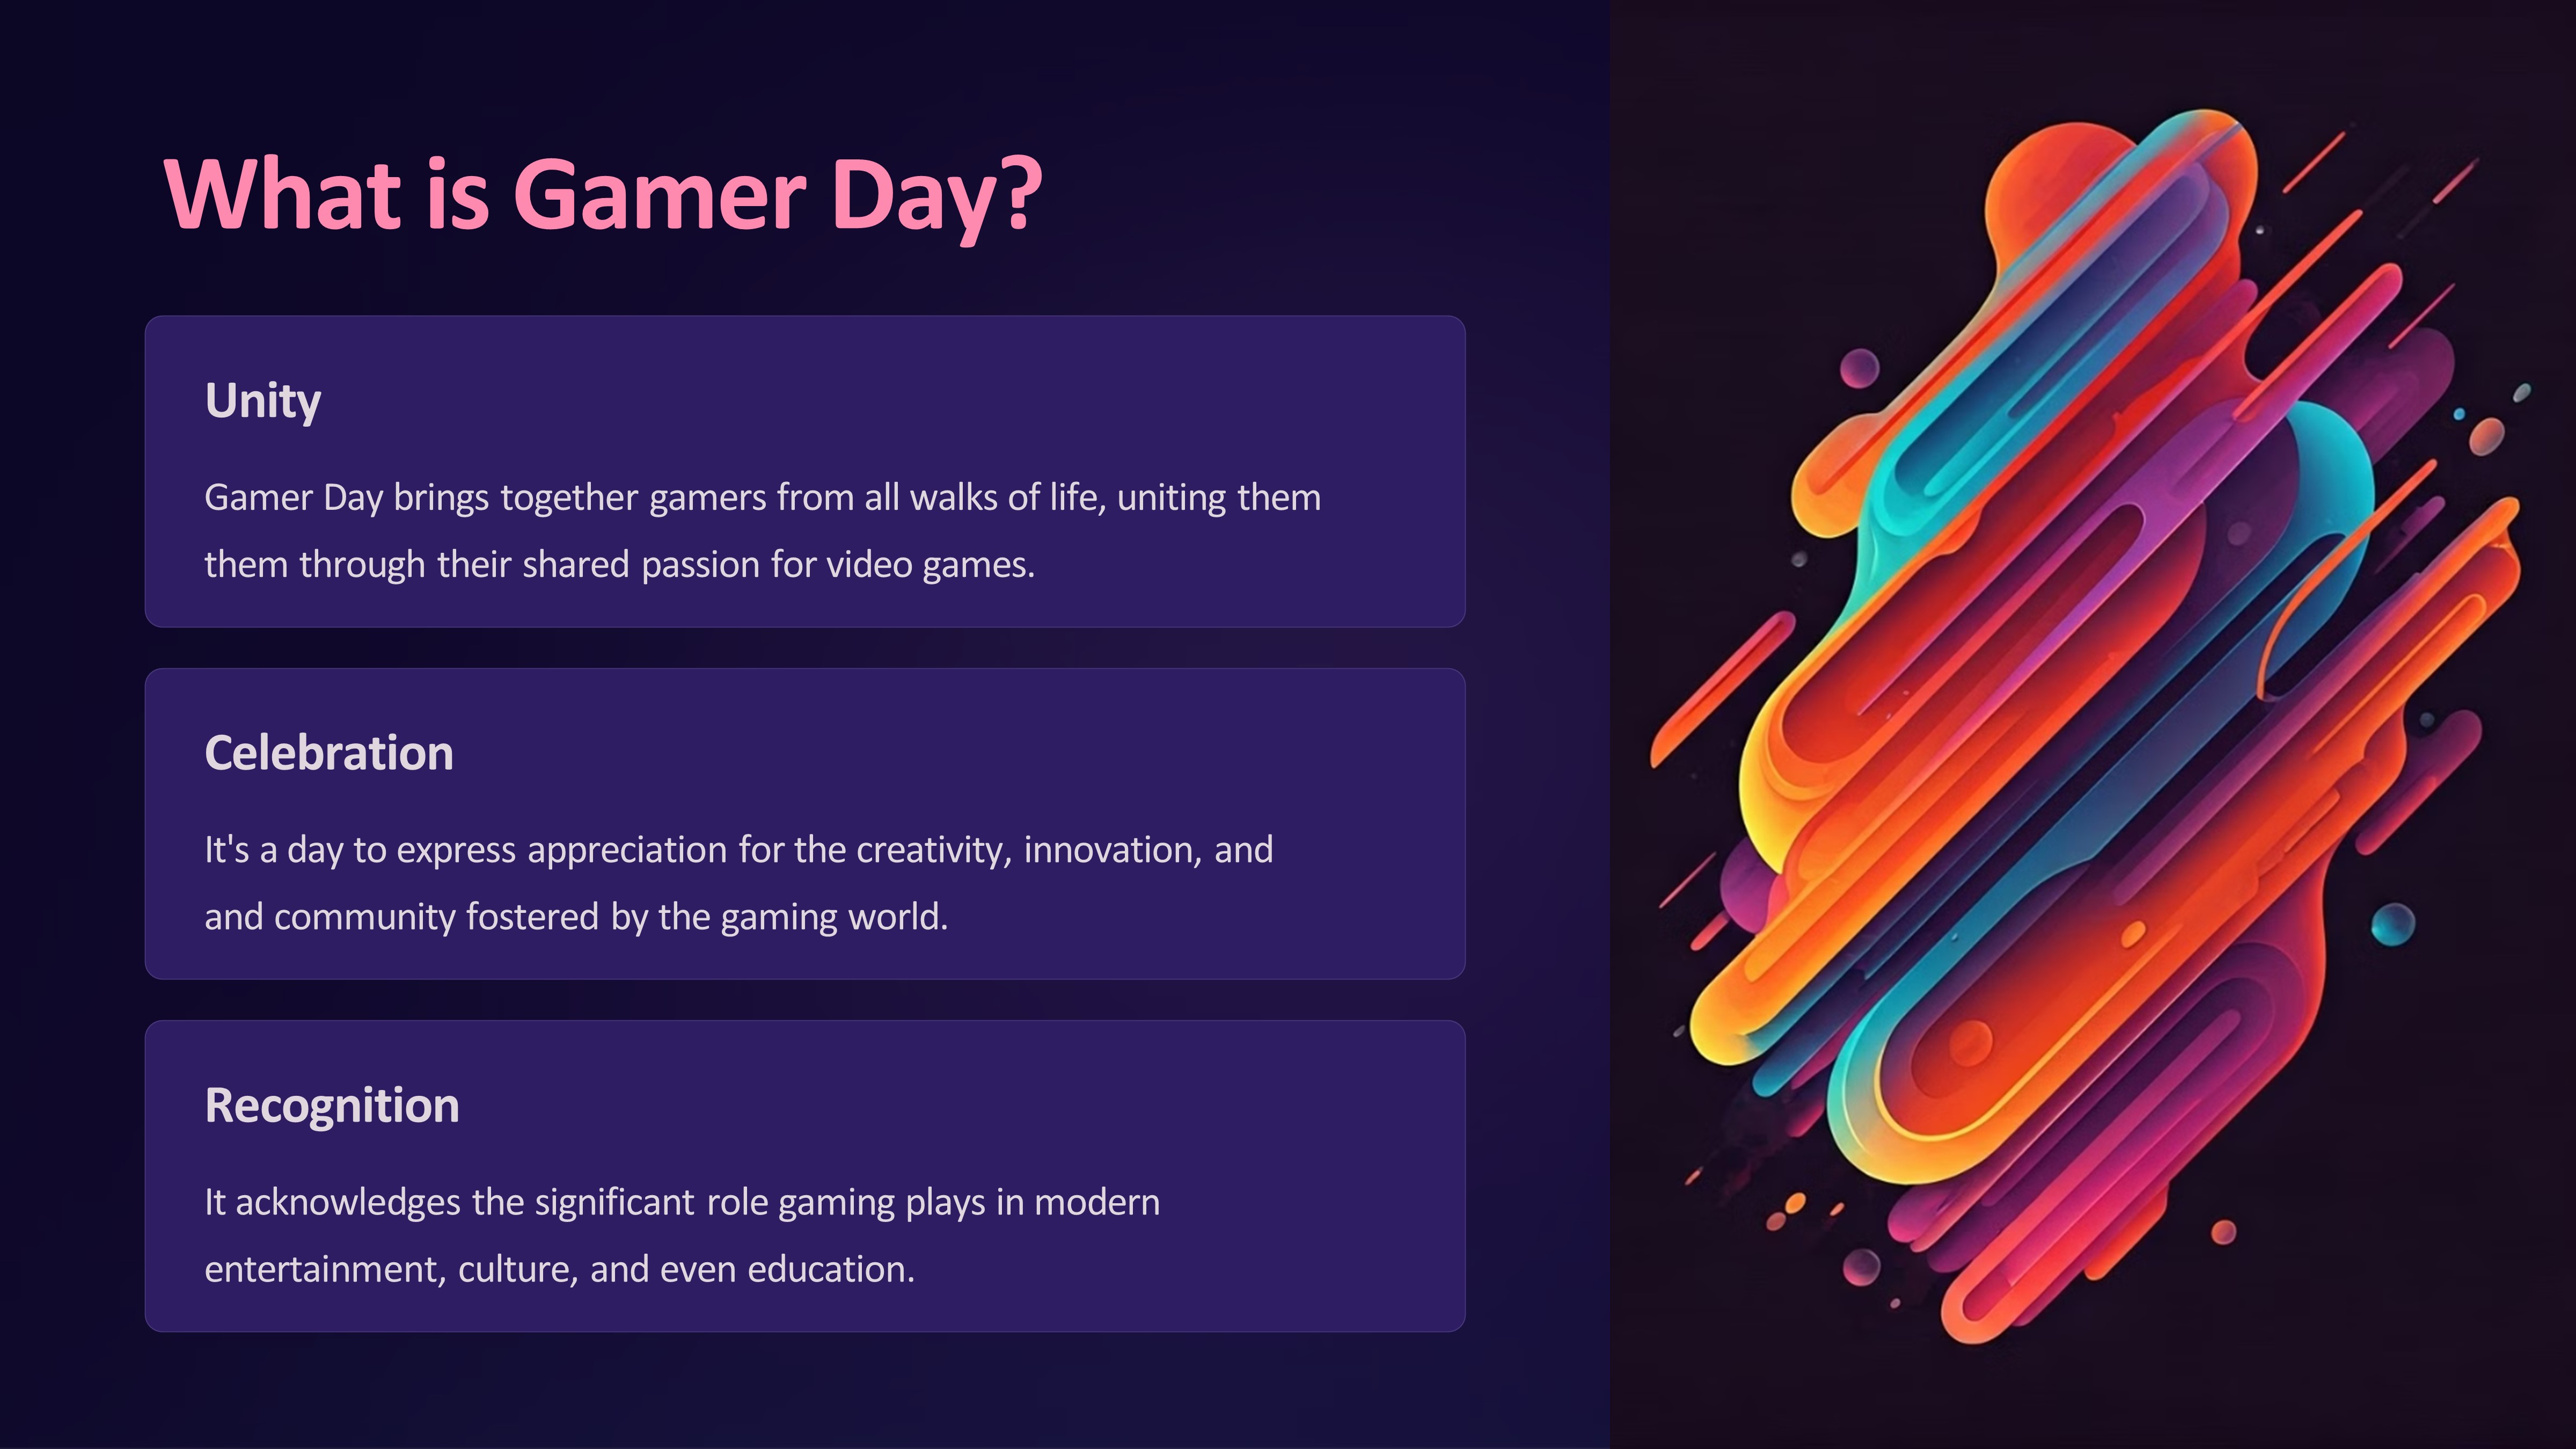 What is Gamer Day?
Unity
Gamer Day brings together gamers from all walks of life, uniting them
them through their shared passion for video games.
Celebration
It's a day to express appreciation for the creativity, innovation, and
and community fostered by the gaming world.
Recognition
It acknowledges the significant role gaming plays in modern
entertainment, culture, and even education.